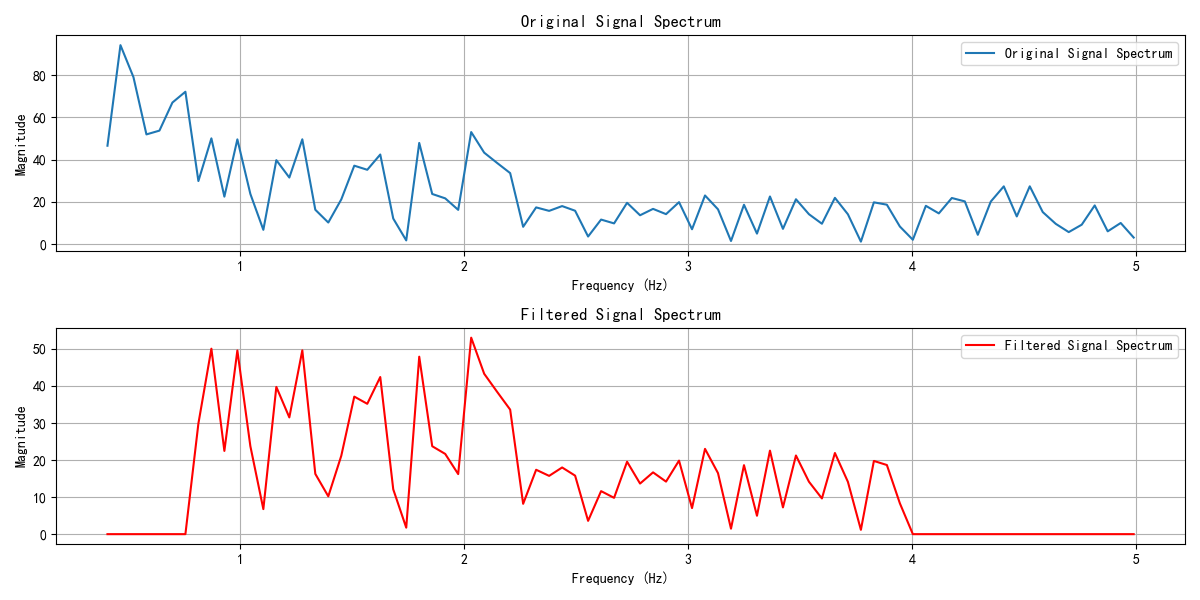 Original Signal Spectrum
Original Signal Spectrum
Magnitude
80
60
40
20
0
1 2 3 4 5
Frequency (Hz)
Filtered Signal Spectrum
Filtered Signal Spectrum
Magnitude
50
40
30
20
10
0
1 2 3 4 5
Frequency (Hz)